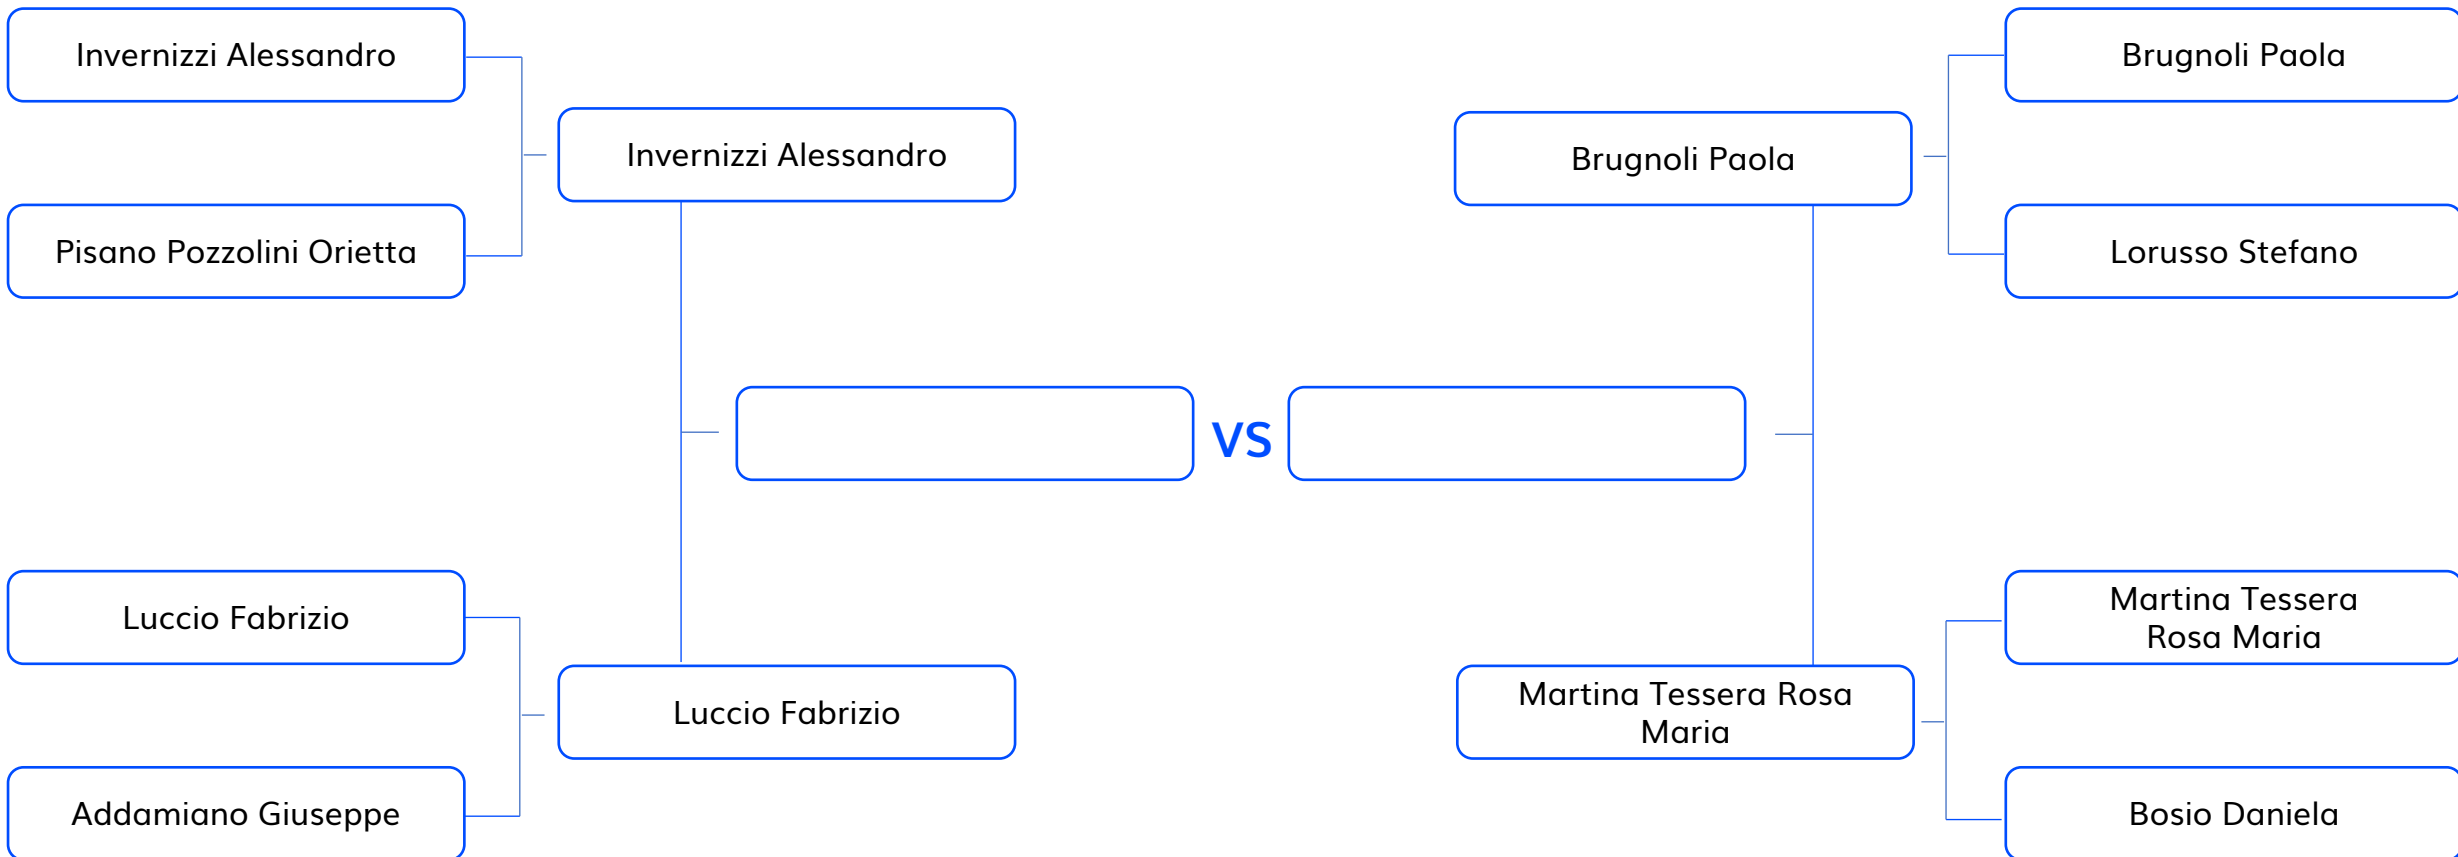 Invernizzi Alessandro
Brugnoli Paola
Invernizzi Alessandro
Brugnoli Paola
Pisano Pozzolini Orietta
Lorusso Stefano
VS
Luccio Fabrizio
Martina Tessera
Rosa Maria
Luccio Fabrizio
Martina Tessera Rosa
Maria
Addamiano Giuseppe
Bosio Daniela